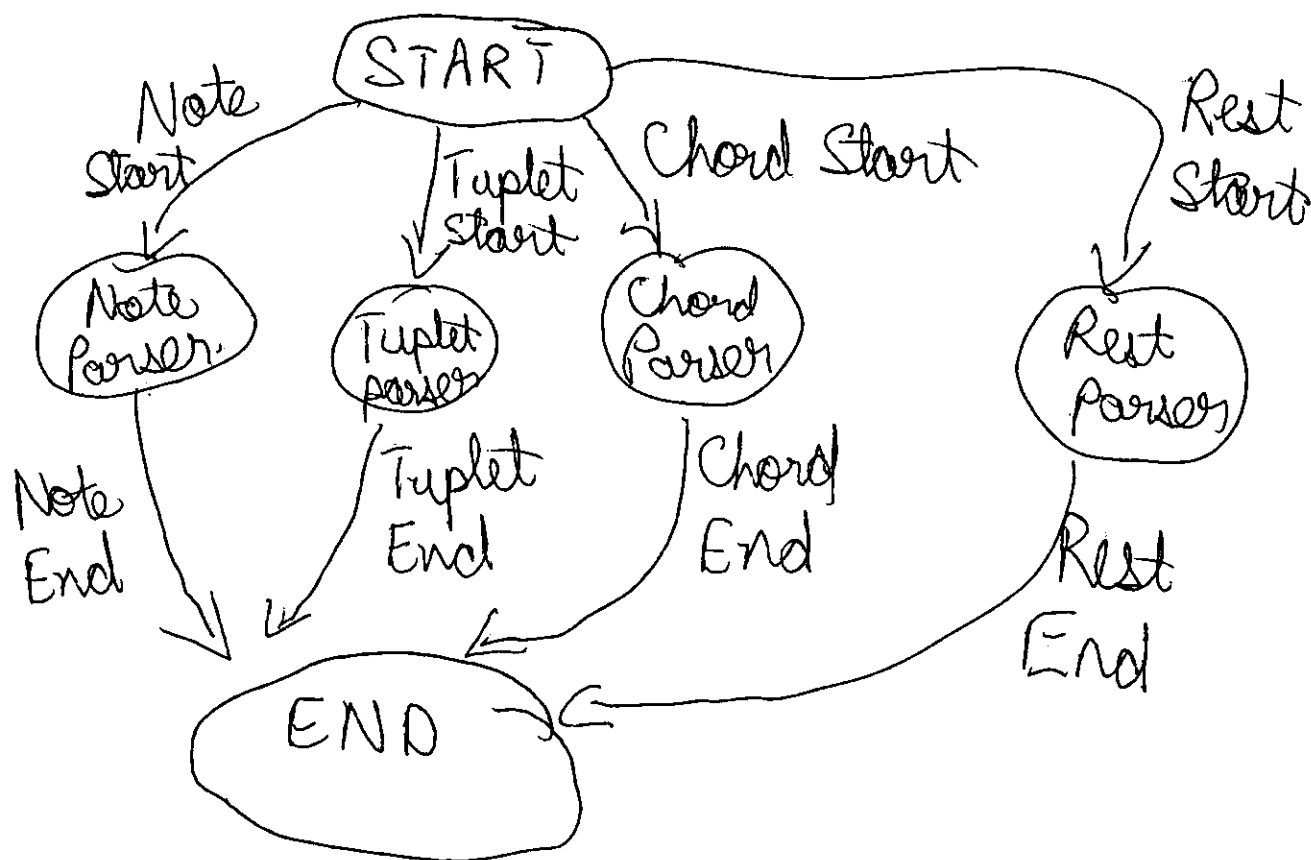 START
Note
Start
Tuplet
Start
Chord Start
Rest
Start
Note
Parser.
Tuplet
parser
Chord
Parser
Rest
Parser
Note
End
Tuplet
End
Chord
End
Rest
End
END